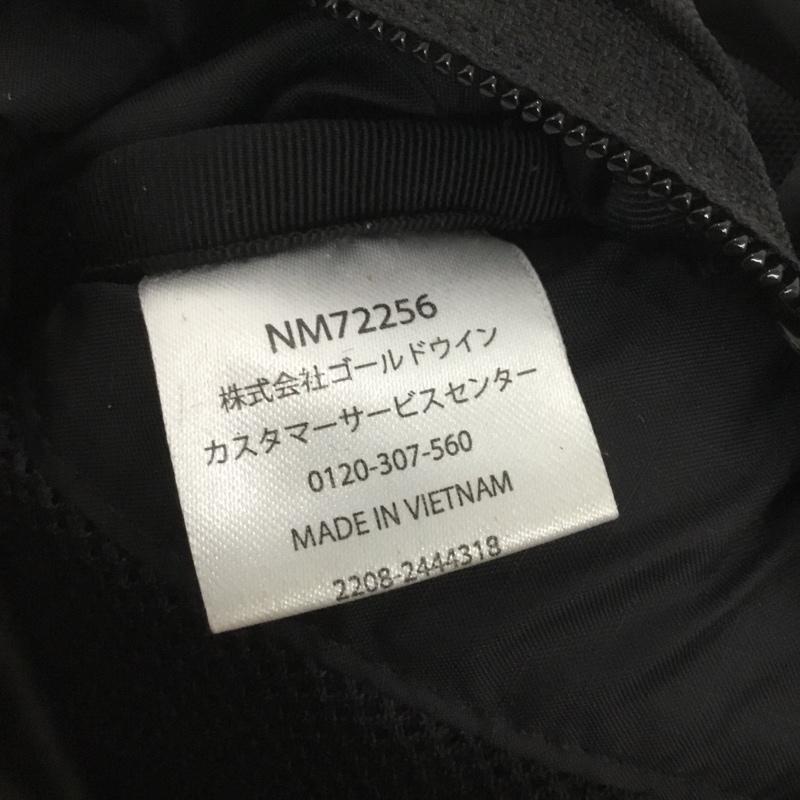 NM72256
株式会社ゴールドウイン
カスタマーサービスセンター
0120-307-560
MADE IN VIETNAM
2208-2444318